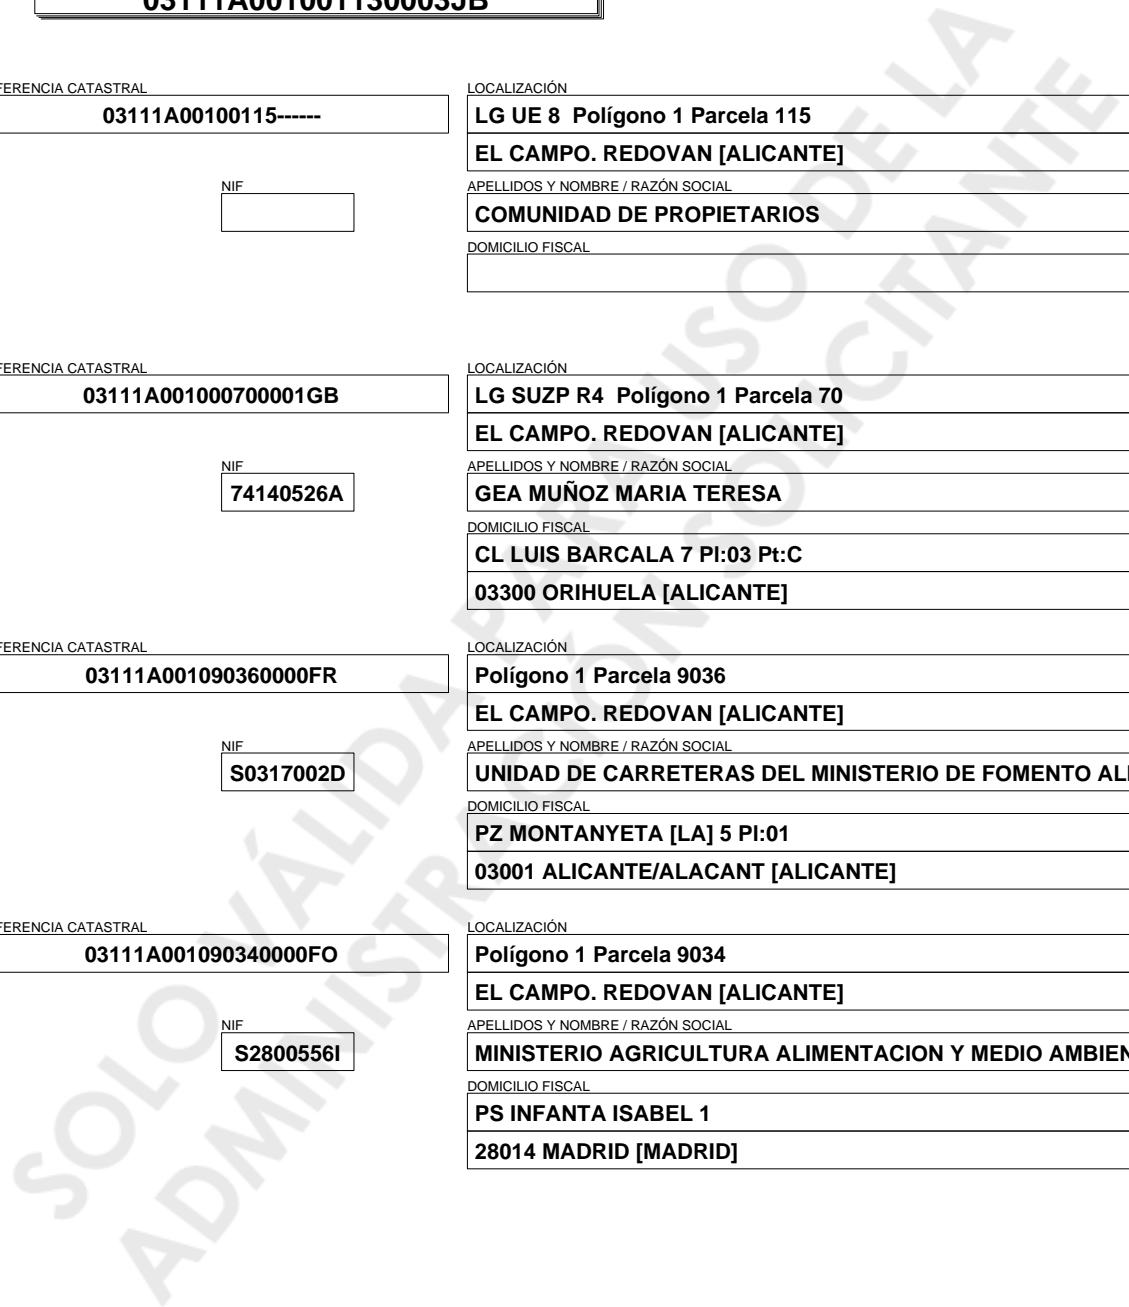 03111A001001130003JB
FERENCIA CATASTRAL LOCALIZACIÓN
03111A00100115------ LG UE 8 Polígono 1 Parcela 115
EL CAMPO. REDOVAN [ALICANTE]
NIF APELLIDOS Y NOMBRE / RAZÓN SOCIAL
COMUNIDAD DE PROPIETARIOS
DOMICILIO FISCAL
FERENCIA CATASTRAL LOCALIZACIÓN
03111A001000700001GB LG SUZP R4 Polígono 1 Parcela 70
EL CAMPO. REDOVAN [ALICANTE]
NIF APELLIDOS Y NOMBRE / RAZÓN SOCIAL
74140526A GEA MUÑOZ MARIA TERESA
DOMICILIO FISCAL
CL LUIS BARCALA 7 Pl:03 Pt:C
03300 ORIHUELA [ALICANTE]
FERENCIA CATASTRAL LOCALIZACIÓN
03111A001090360000FR Polígono 1 Parcela 9036
EL CAMPO. REDOVAN [ALICANTE]
NIF APELLIDOS Y NOMBRE / RAZÓN SOCIAL
S0317002D UNIDAD DE CARRETERAS DEL MINISTERIO DE FOMENTO ALI
DOMICILIO FISCAL
PZ MONTANYETA [LA] 5 Pl:01
03001 ALICANTE/ALACANT [ALICANTE]
FERENCIA CATASTRAL LOCALIZACIÓN
03111A001090340000FO Polígono 1 Parcela 9034
EL CAMPO. REDOVAN [ALICANTE]
NIF APELLIDOS Y NOMBRE / RAZÓN SOCIAL
S2800556I MINISTERIO AGRICULTURA ALIMENTACION Y MEDIO AMBIEN
DOMICILIO FISCAL
PS INFANTA ISABEL 1
28014 MADRID [MADRID]
SOLO VÁLIDA PARA USO DE LA
ADMINISTRACIÓN SOLICITANTE